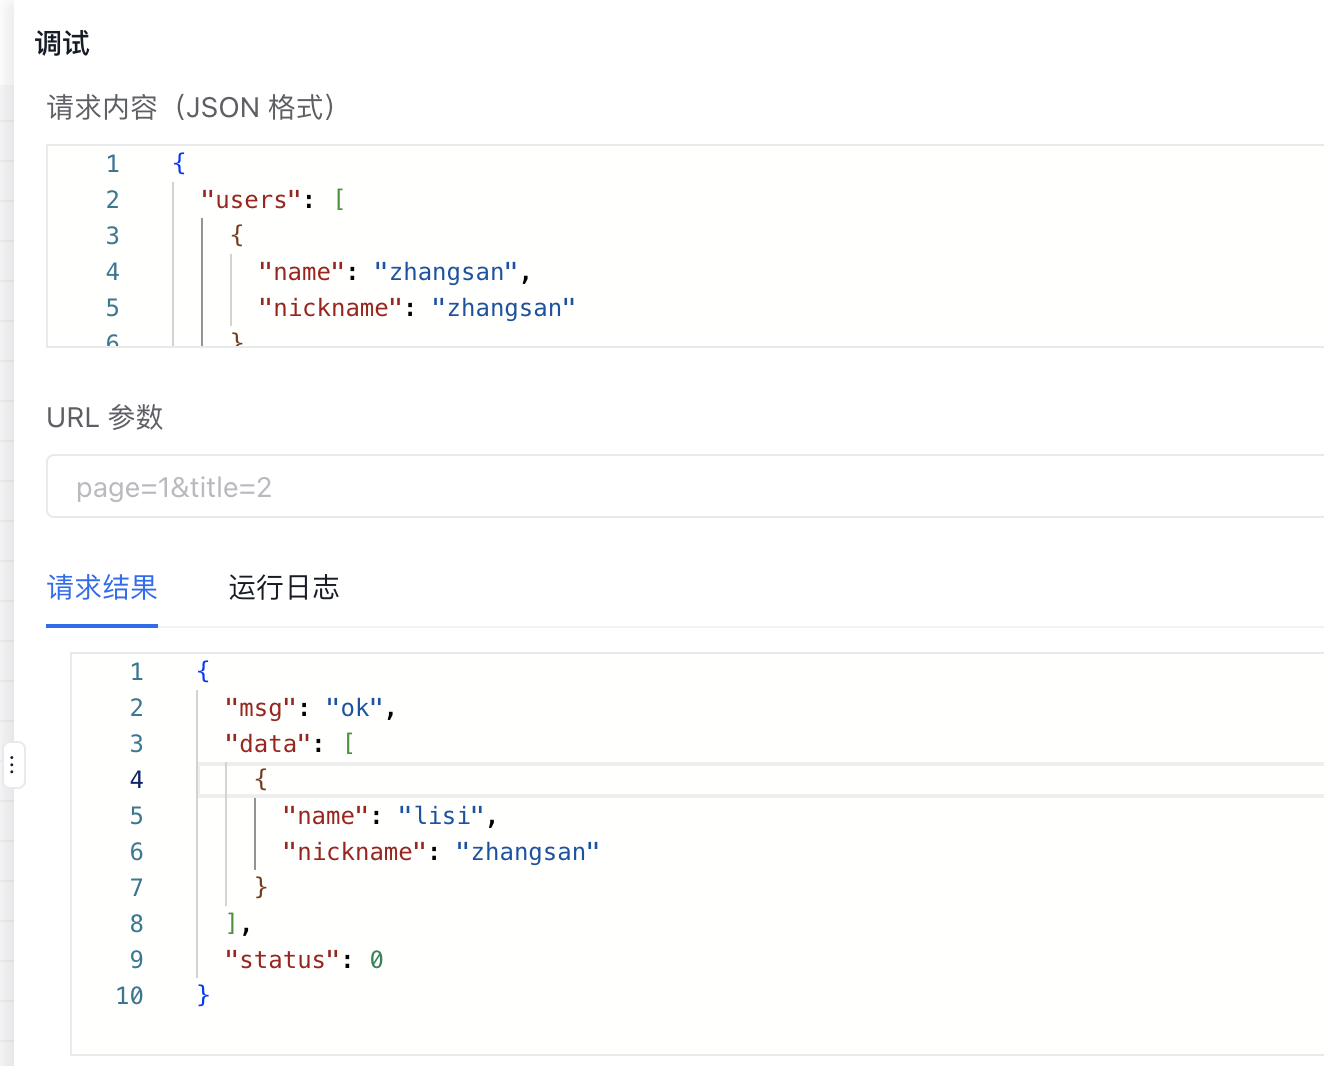 调试
请求内容（JSON 格式）
1 {
2 "users": [
3 {
4 "name": "zhangsan",
5 "nickname": "zhangsan"
6 }
URL 参数
page=1&title=2
请求结果 运行日志
1 {
2 "msg": "ok",
3 "data": [
4 {
5 "name": "lisi",
6 "nickname": "zhangsan"
7 }
8 ],
9 "status": 0
10 }